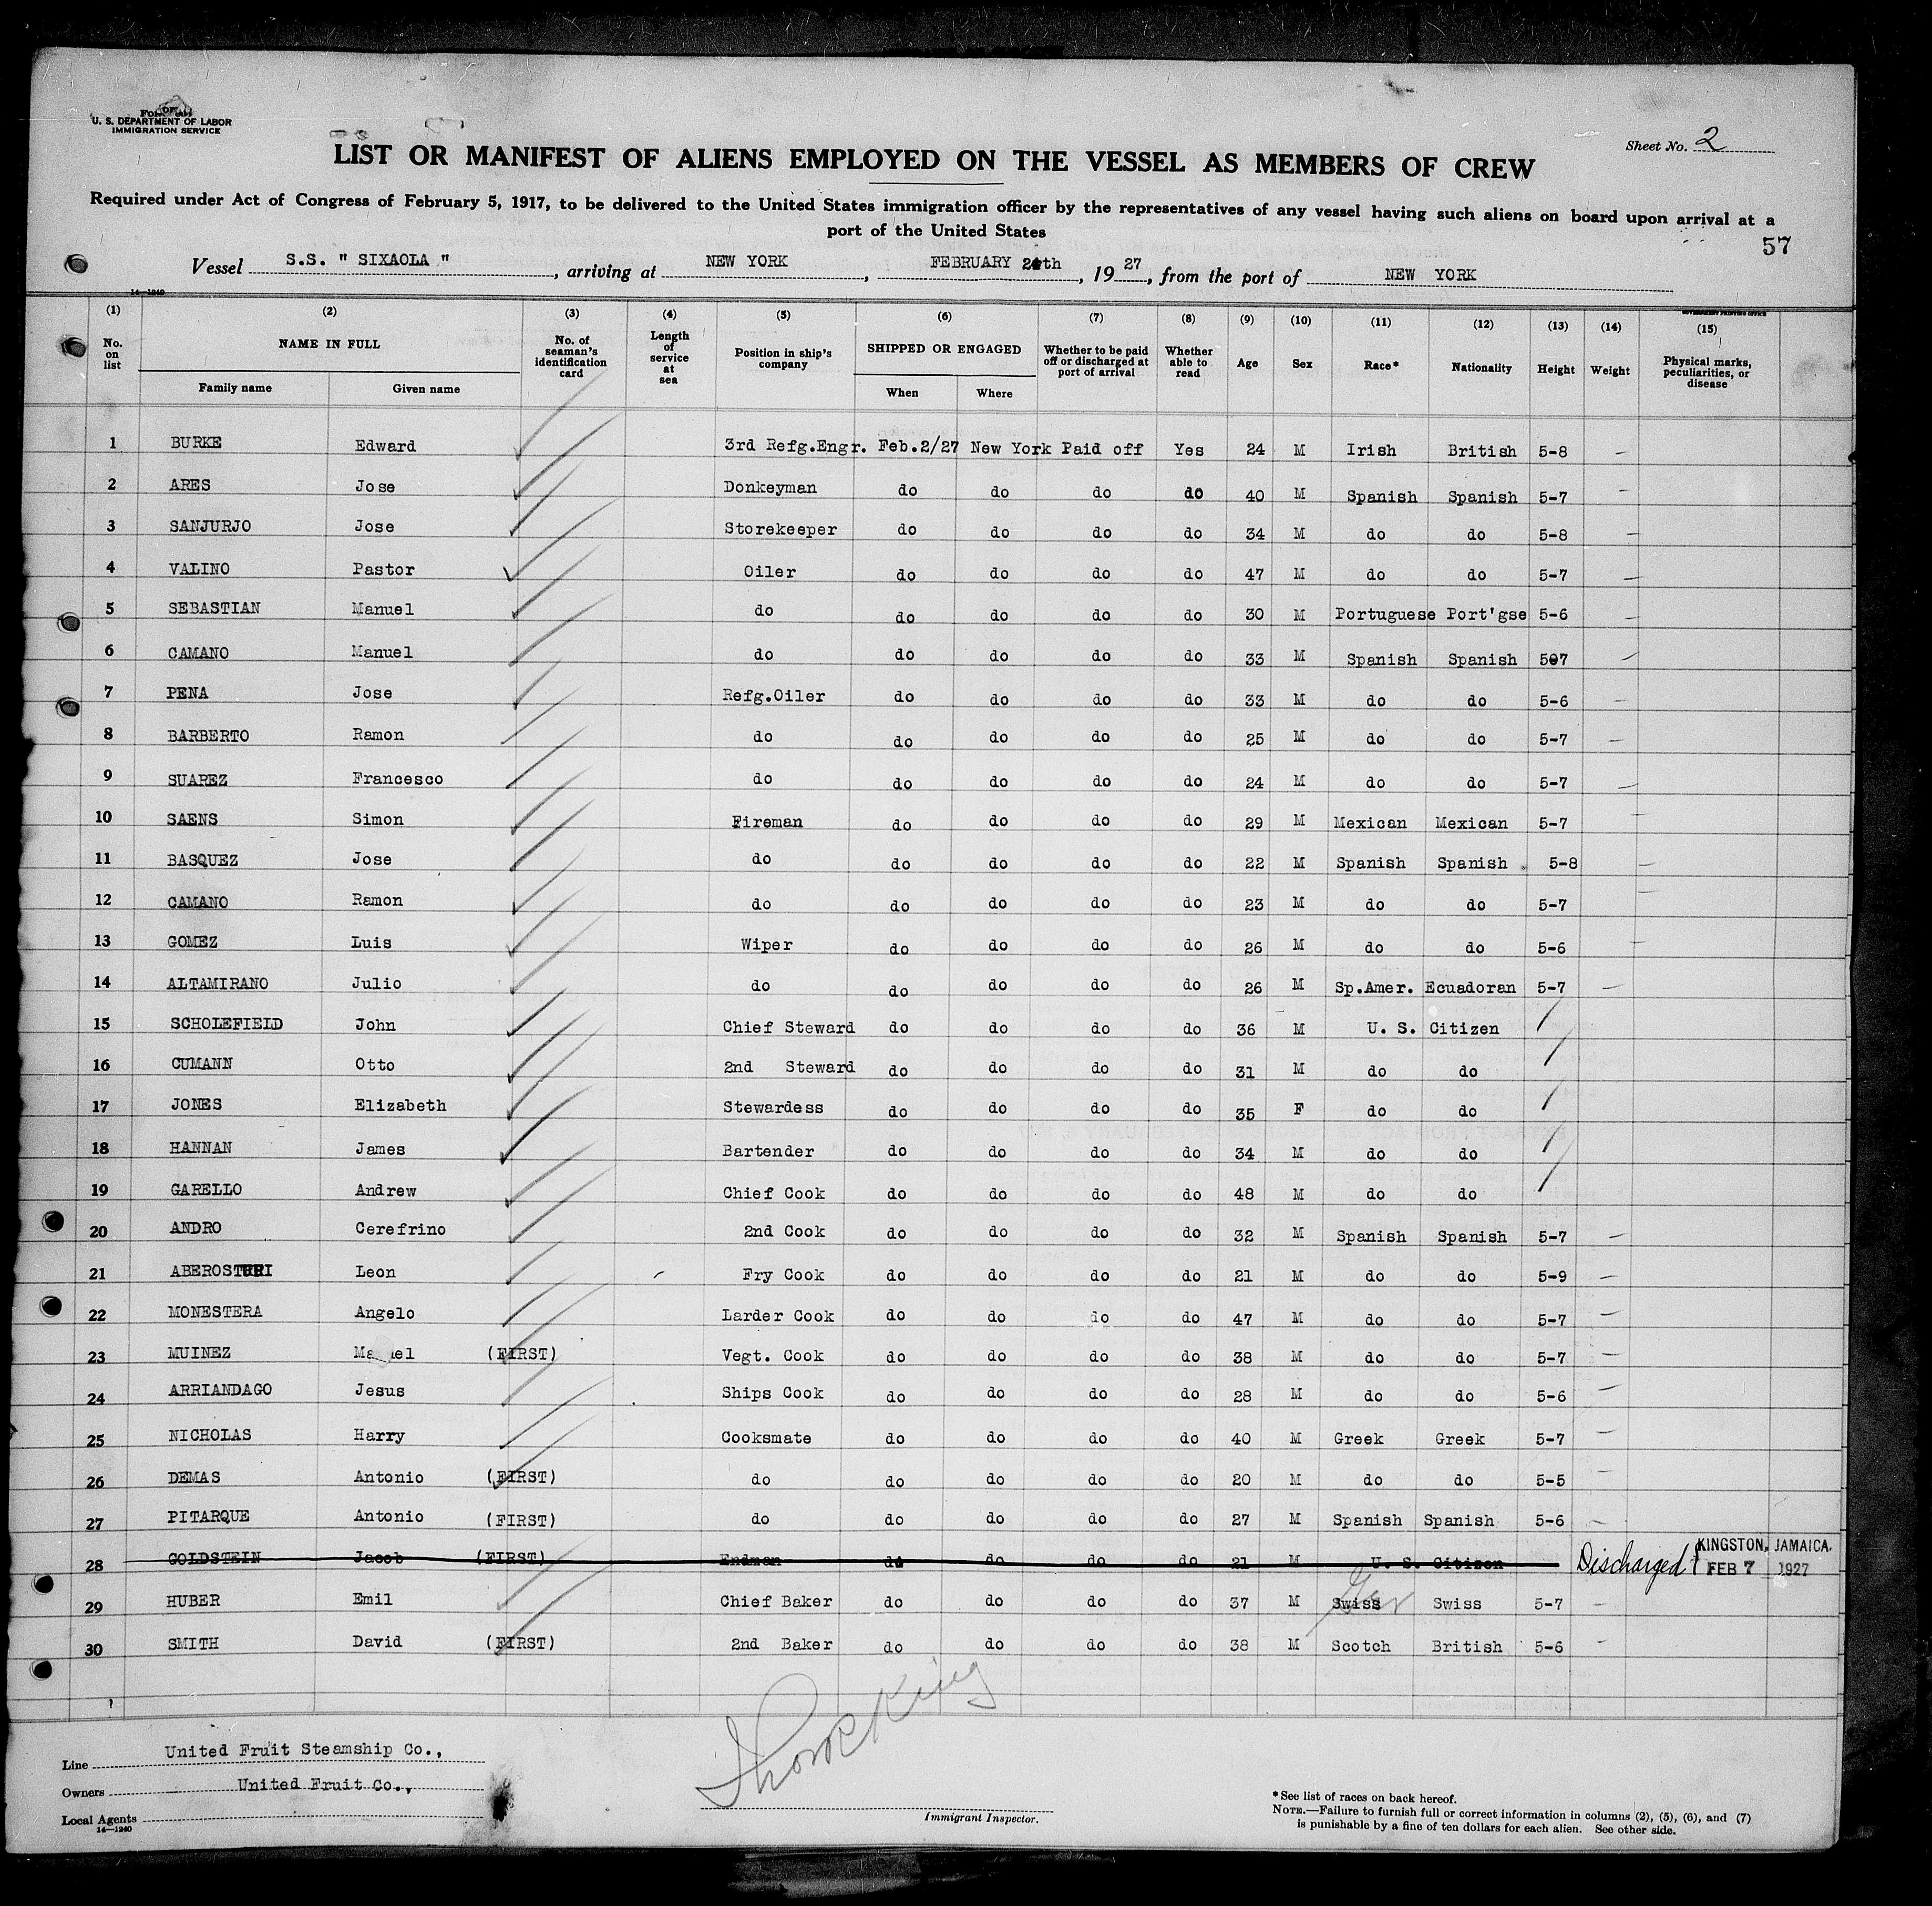 U. S. DEPARTMENT OF LABOR
IMMIGRATION SERVICE
Sheet No. 2
LIST OR MANIFEST OF ALIENS EMPLOYED ON THE VESSEL AS MEMBERS OF CREW
Required under Act of Congress of February 5, 1917, to be delivered to the United States immigration officer by the representatives of any vessel having such aliens on board upon arrival at a
port of the United States
57
Vessel S.S. " SIXAOLA ", arriving at NEW YORK, FEBRUARY 24th, 1927, from the port of NEW YORK
14—1240
GOVERNMENT PRINTING OFFICE
(1) (2) (3) (4) (5) (6) (7) (8) (9) (10) (11) (12) (13) (14) (15)
No. on list NAME IN FULL Family name Given name No. of seaman's identification card Length of service at sea Position in ship's company SHIPPED OR ENGAGED When Where Whether to be paid off or discharged at port of arrival Whether able to read Age Sex Race* Nationality Height Weight Physical marks, peculiarities, or disease
1 BURKE Edward 3rd Refg.Engr. Feb.2/27 New York Paid off Yes 24 M Irish British 5-8 —
2 ARES Jose Donkeyman do do do do 40 M Spanish Spanish 5-7 —
3 SANJURJO Jose Storekeeper do do do do 34 M do do 5-8 —
4 VALINO Pastor Oiler do do do do 47 M do do 5-7 —
5 SEBASTIAN Manuel do do do do do 30 M Portuguese Port'gse 5-6 —
6 CAMANO Manuel do do do do do 33 M Spanish Spanish 507 —
7 PENA Jose Refg.Oiler do do do do 33 M do do 5-6 —
8 BARBERTO Ramon do do do do do 25 M do do 5-7 —
9 SUAREZ Francesco do do do do do 24 M do do 5-7 —
10 SAENS Simon Fireman do do do do 29 M Mexican Mexican 5-7 —
11 BASQUEZ Jose do do do do do 22 M Spanish Spanish 5-8 —
12 CAMANO Ramon do do do do do 23 M do do 5-7 —
13 GOMEZ Luis Wiper do do do do 26 M do do 5-6 —
14 ALTAMIRANO Julio do do do do do 26 M Sp.Amer. Ecuadoran 5-7 —
15 SCHOLEFIELD John Chief Steward do do do do 36 M U. S. Citizen /
16 CUMANN Otto 2nd Steward do do do do 31 M do do /
17 JONES Elizabeth Stewardess do do do do 35 F do do /
18 HANNAN James Bartender do do do do 34 M do do /
19 GARELLO Andrew Chief Cook do do do do 48 M do do /
20 ANDRO Cerefrino 2nd Cook do do do do 32 M Spanish Spanish 5-7 —
21 ABEROSTURI Leon Fry Cook do do do do 21 M do do 5-9 —
22 MONESTERA Angelo Larder Cook do do do do 47 M do do 5-7 —
23 MUINEZ Ma el (FIRST) Vegt. Cook do do do do 38 M do do 5-7 —
24 ARRIANDAGO Jesus Ships Cook do do do do 28 M do do 5-6 —
25 NICHOLAS Harry Cooksmate do do do do 40 M Greek Greek 5-7 —
26 DEMAS Antonio (FIRST) do do do do do 20 M do do 5-5 —
27 PITARQUE Antonio (FIRST) do do do do do 27 M Spanish Spanish 5-6 —
28 GOLDSTEIN Jacob (FIRST) Endman do do do do 21 M U. S. Citizen Discharged KINGSTON, JAMAICA. FEB 7 1927
29 HUBER Emil Chief Baker do do do do 37 M Swiss Ger Swiss 5-7 —
30 SMITH David (FIRST) 2nd Baker do do do do 38 M Scotch British 5-6 —
Line United Fruit Steamship Co.,
Owners United Fruit Co.,
Local Agents
14—1240
Immigrant Inspector.
*See list of races on back hereof.
NOTE.—Failure to furnish full or correct information in columns (2), (5), (6), and (7)
is punishable by a fine of ten dollars for each alien. See other side.